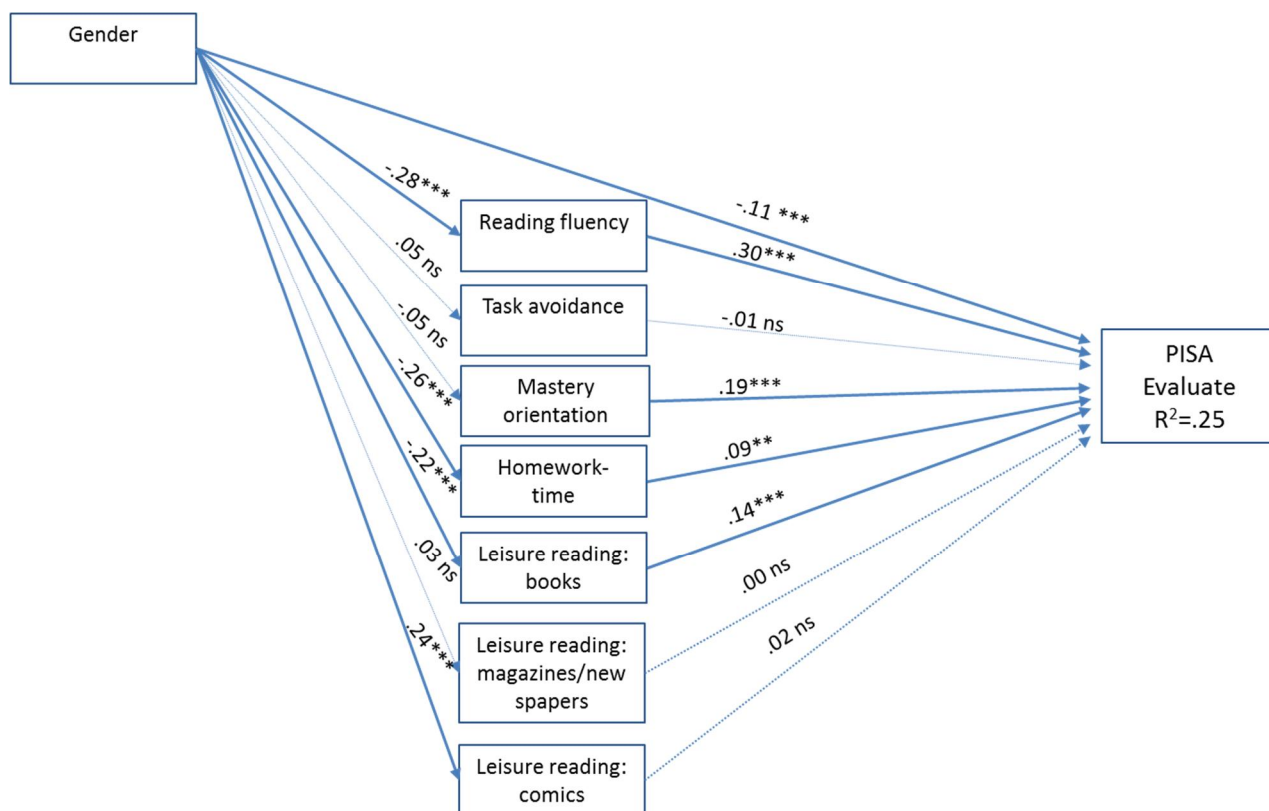 Gender
-.28***
-.11 ***
Reading fluency
.30***
.05 ns
Task avoidance
-.01 ns
-.05 ns
PISA
Evaluate
R²=.25
-.26***
Mastery
orientation
.19***
-.22***
Homework-
time
.09**
.14***
.03 ns
Leisure reading:
books
.00 ns
.24***
Leisure reading:
magazines/new
spapers
.02 ns
Leisure reading:
comics